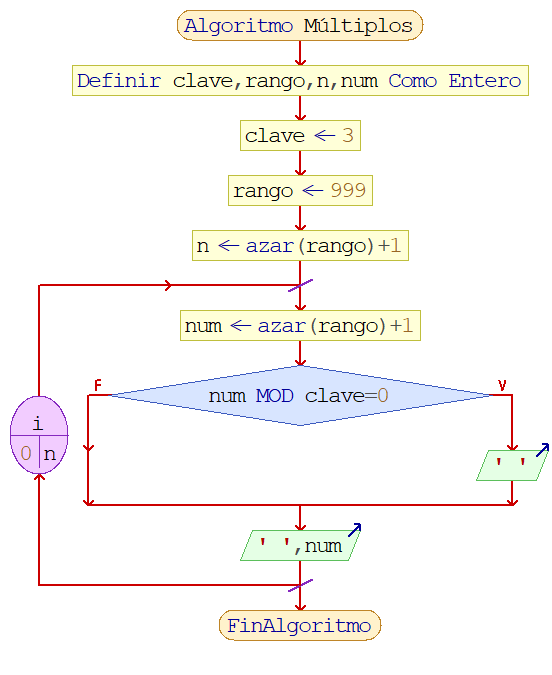 Algoritmo Múltiplos
Definir clave,rango,n,num Como Entero
clave ← 3
rango ← 999
n ← azar(rango)+1
num ← azar(rango)+1
F
V
num MOD clave=0
i
0 n
' '
' ',num
FinAlgoritmo